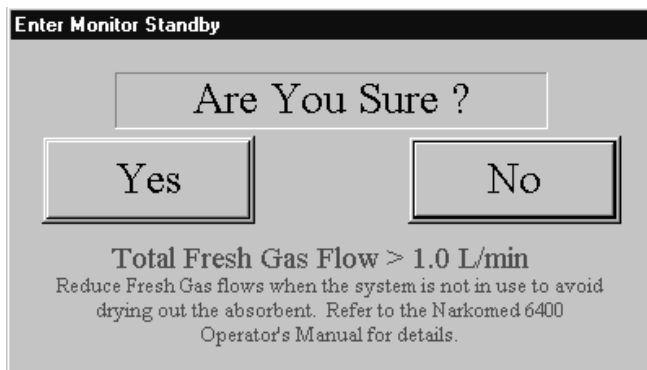 Enter Monitor Standby
Are You Sure ?
Yes No
Total Fresh Gas Flow > 1.0 L/min
Reduce Fresh Gas flows when the system is not in use to avoid
drying out the absorbent. Refer to the Narkomed 6400
Operator's Manual for details.